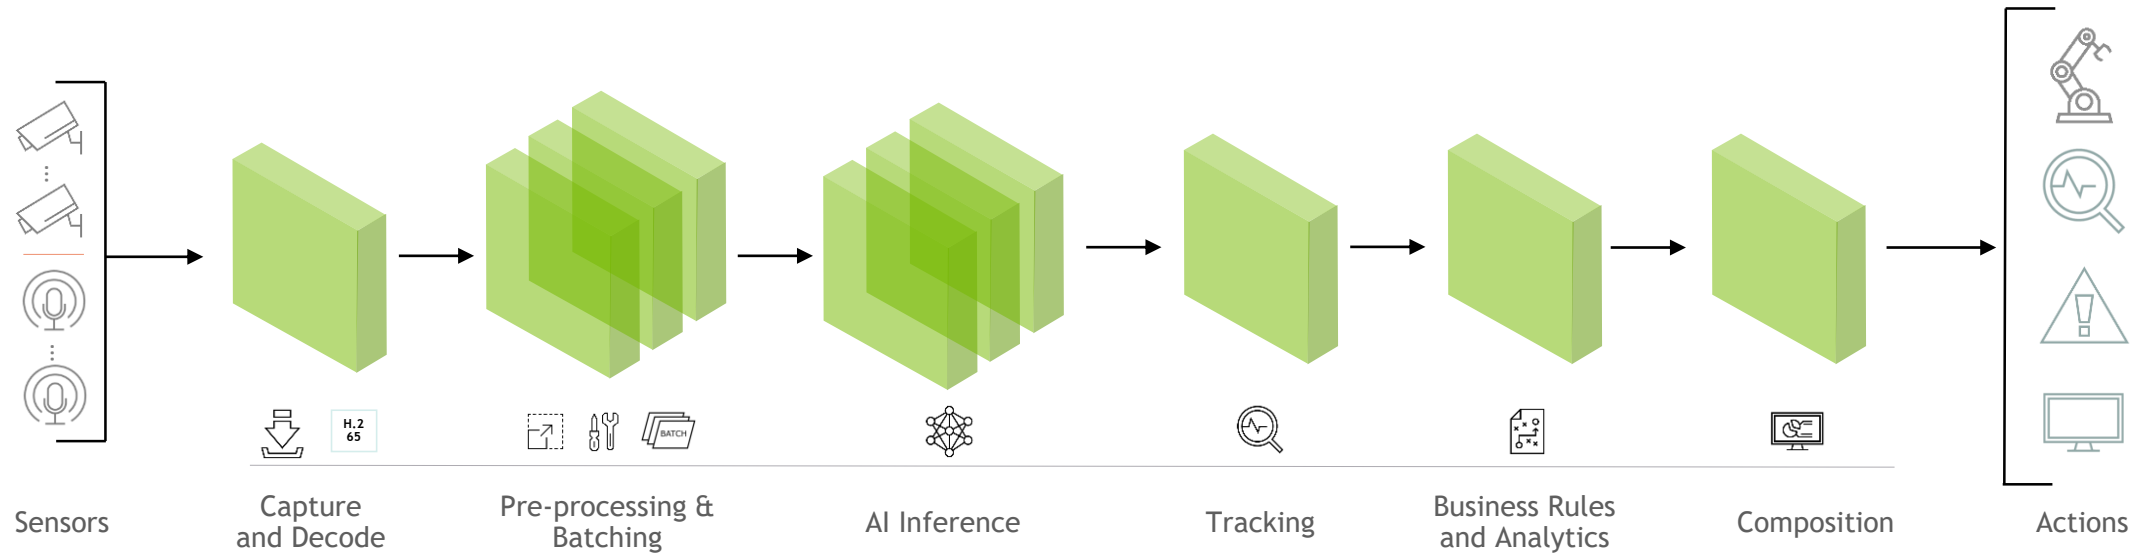 H.2
65
BATCH
Sensors
Capture
and Decode
Pre-processing &
Batching
AI Inference
Tracking
Business Rules
and Analytics
Composition
Actions